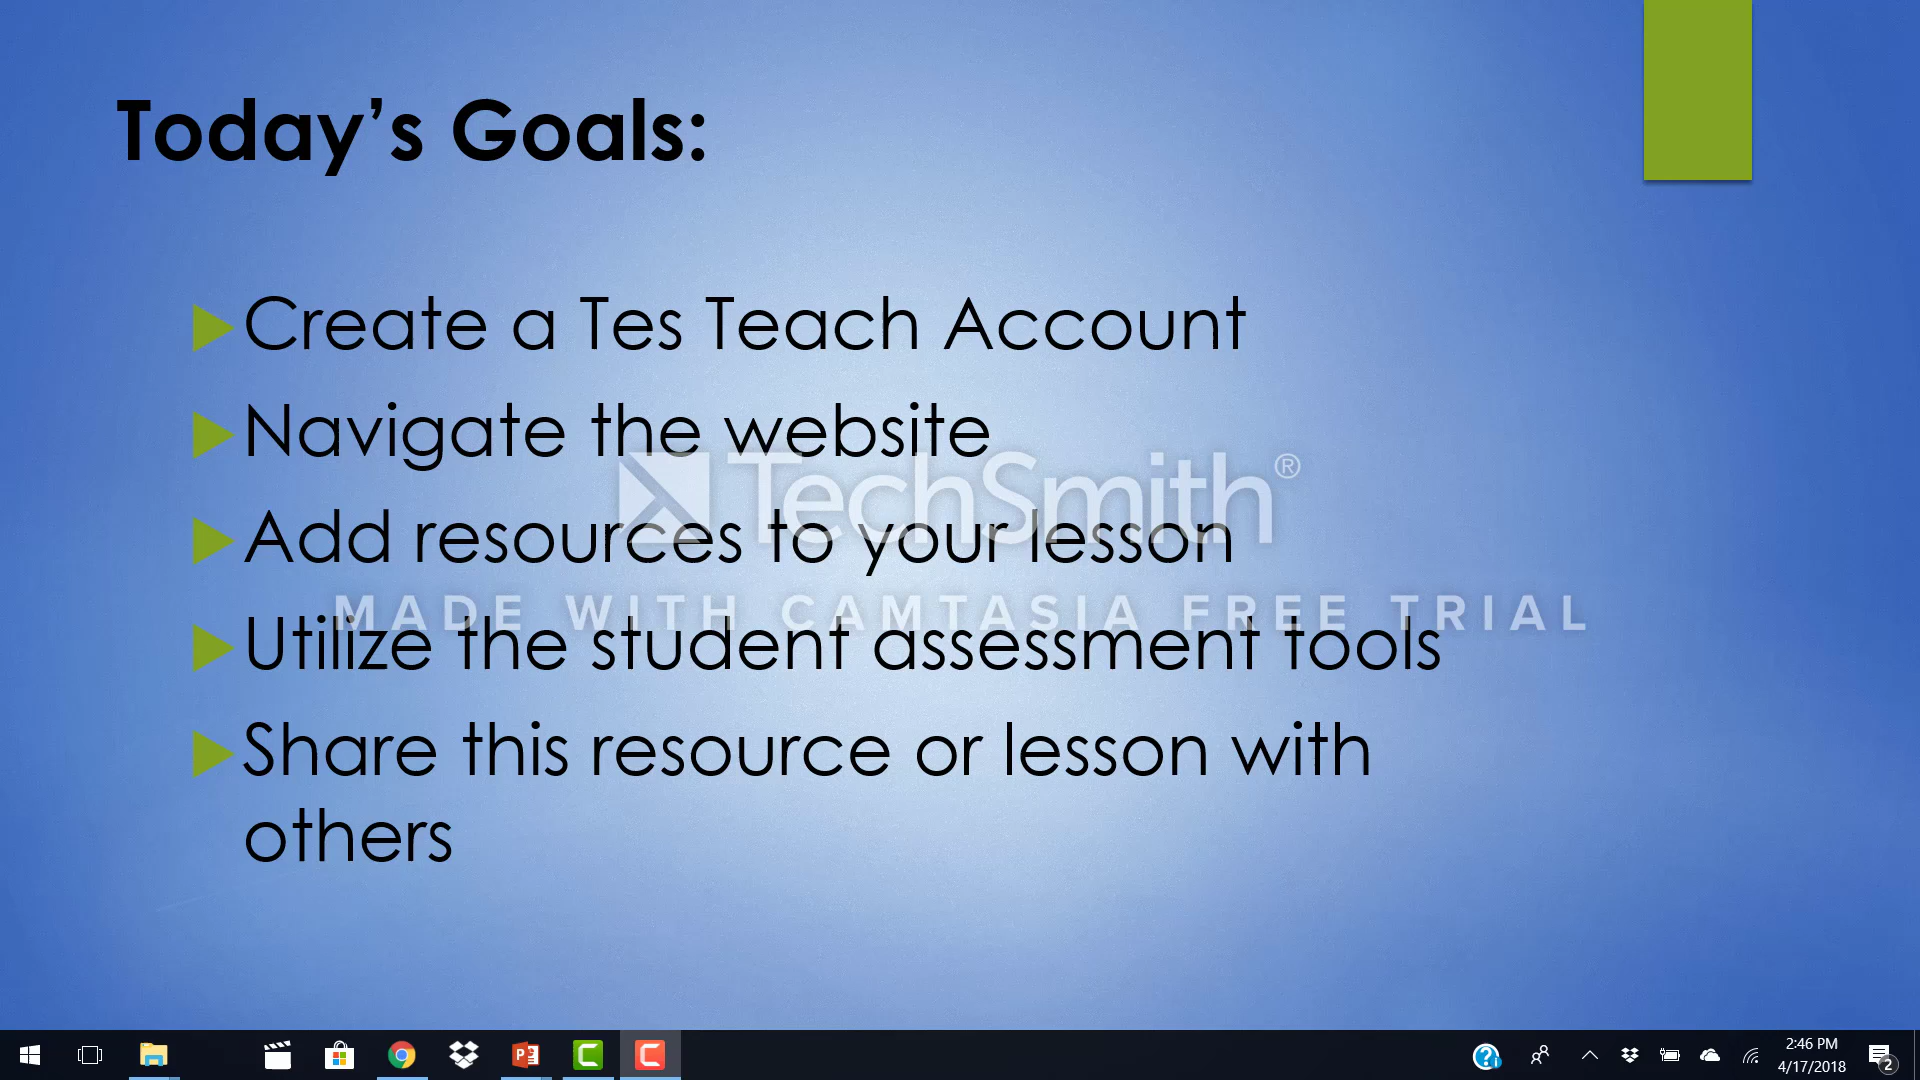 Today’s Goals:
Create a Tes Teach Account
Navigate the website
TechSmith®
Add resources to your lesson
MADE WITH CAMTASIA FREE TRIAL
Utilize the student assessment tools
Share this resource or lesson with
others
2:46 PM
4/17/2018
2